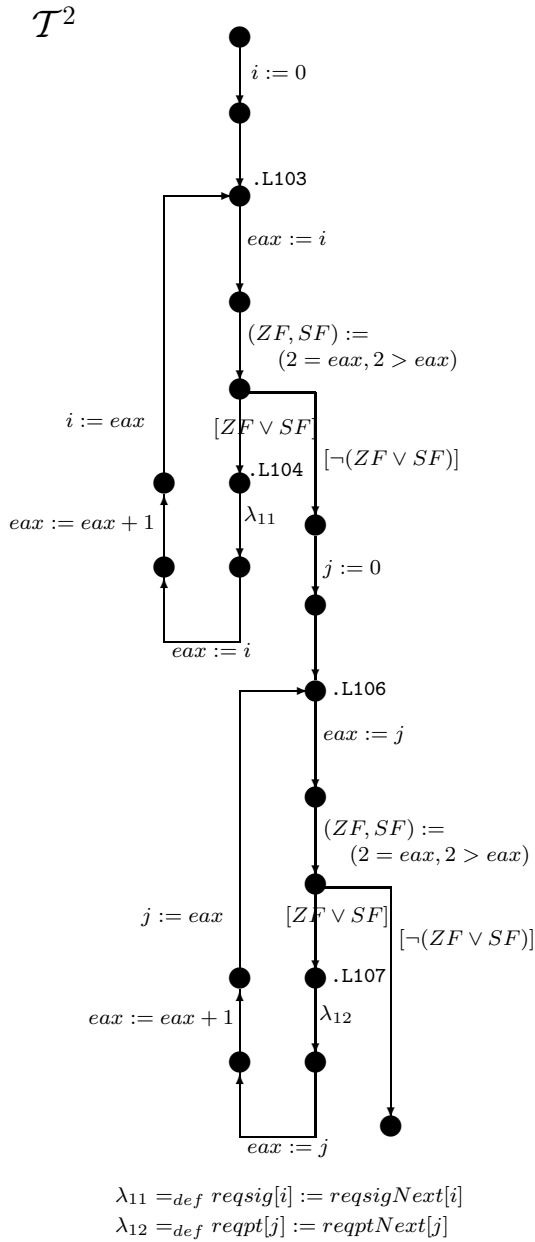 𝒯²
i := 0
.L103
eax := i
(ZF, SF) :=
(2 = eax, 2 > eax)
i := eax
[ZF ∨ SF]
[¬(ZF ∨ SF)]
.L104
eax := eax + 1
λ₁₁
j := 0
eax := i
.L106
eax := j
(ZF, SF) :=
(2 = eax, 2 > eax)
j := eax
[ZF ∨ SF]
[¬(ZF ∨ SF)]
.L107
eax := eax + 1
λ₁₂
eax := j
λ₁₁ =def reqsig[i] := reqsigNext[i]
λ₁₂ =def reqpt[j] := reqptNext[j]